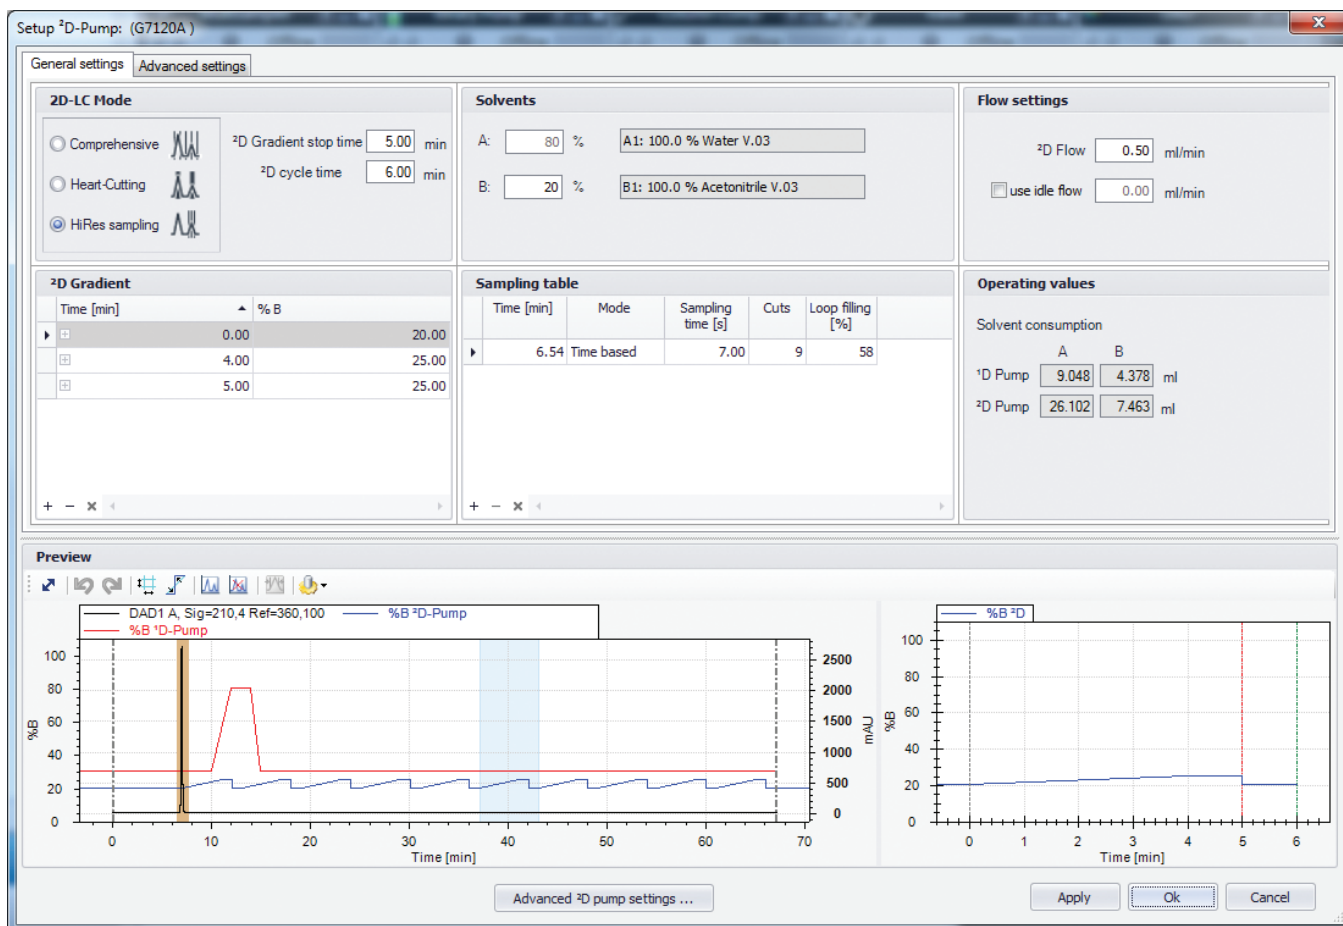 Setup ²D-Pump: (G7120A )
General settings
Advanced settings
2D-LC Mode
Comprehensive
Heart-Cutting
HiRes sampling
²D Gradient stop time 5.00 min
²D cycle time 6.00 min
Solvents
A: 80 % A1: 100.0 % Water V.03
B: 20 % B1: 100.0 % Acetonitrile V.03
Flow settings
²D Flow 0.50 ml/min
use idle flow 0.00 ml/min
²D Gradient
Time [min] % B
0.00 20.00
4.00 25.00
5.00 25.00
Sampling table
Time [min] Mode Sampling time [s] Cuts Loop filling [%]
6.54 Time based 7.00 9 58
Operating values
Solvent consumption
A B
¹D Pump 9.048 4.378 ml
²D Pump 26.102 7.463 ml
Preview
DAD1 A, Sig=210,4 Ref=360,100
%B ²D-Pump
%B ¹D-Pump
100
80
60
40
20
0
%B
2500
2000
1500
1000
500
0
mAU
0 10 20 30 40 50 60 70
Time [min]
%B ²D
100
80
60
40
20
0
%B
0 1 2 3 4 5 6
Time [min]
Advanced ²D pump settings ...
Apply
Ok
Cancel